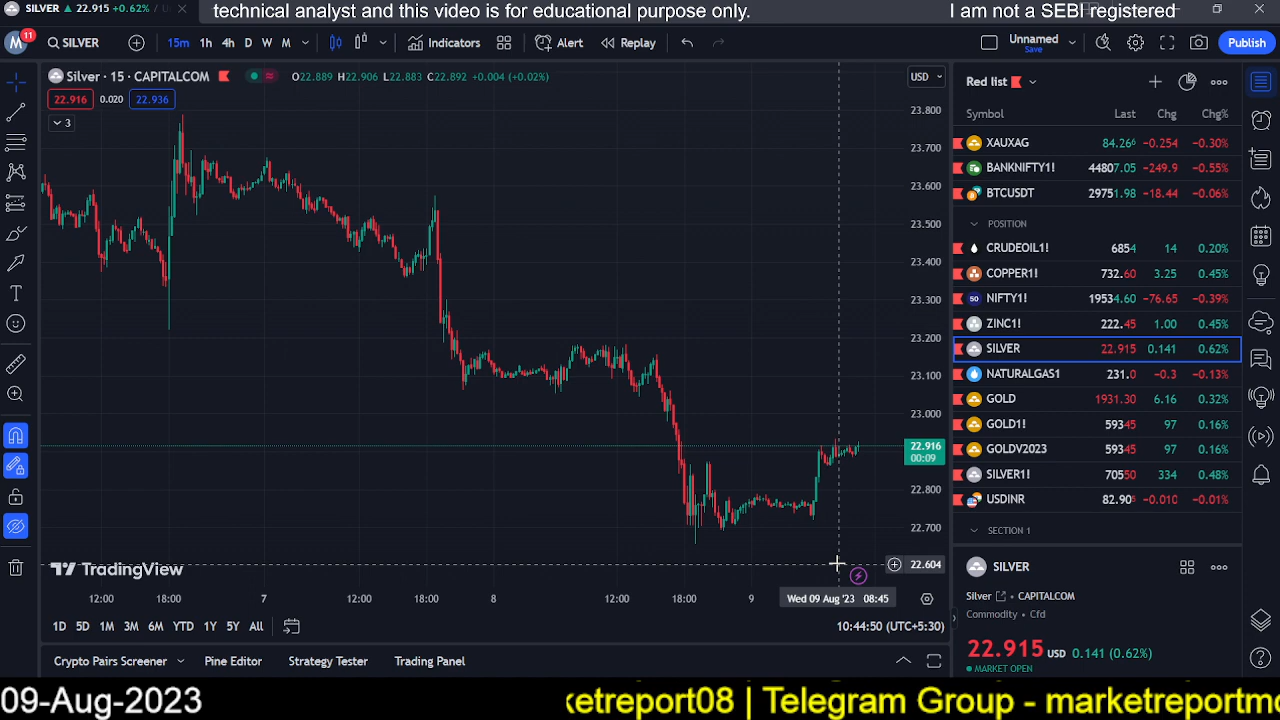 SILVER ▲ 22.915 +0.62% /
technical analyst and this video is for educational purpose only.
I am not a SEBI registered
M
11
SILVER
15m 1h 4h D W M
Indicators
Alert
Replay
Unnamed
Save
Publish
Silver · 15 · CAPITALCOM
O22.889 H22.906 L22.883 C22.892 +0.004 (+0.02%)
USD
22.916 0.020 22.936
3
23.800
23.700
23.600
23.500
23.400
23.300
23.200
23.100
23.000
22.916
00:09
22.800
22.700
22.604
TradingView
12:00 18:00 7 12:00 18:00 8 12:00 18:00 9
Wed 09 Aug '23 08:45
1D 5D 1M 3M 6M YTD 1Y 5Y All
10:44:50 (UTC+5:30)
Crypto Pairs Screener
Pine Editor
Strategy Tester
Trading Panel
Red list
Symbol Last Chg Chg%
XAUXAG 84.266 -0.254 -0.30%
BANKNIFTY1! 44807.05 -249.9 -0.55%
BTCUSDT 29751.98 -18.44 -0.06%
POSITION
CRUDEOIL1! 6854 14 0.20%
COPPER1! 732.60 3.25 0.45%
NIFTY1! 19534.60 -76.65 -0.39%
ZINC1! 222.45 1.00 0.45%
SILVER 22.915 0.141 0.62%
NATURALGAS1 231.0 -0.3 -0.13%
GOLD 1931.30 6.16 0.32%
GOLD1! 59345 97 0.16%
GOLDV2023 59345 97 0.16%
SILVER1! 70550 334 0.48%
USDINR 82.908 -0.010 -0.01%
SECTION 1
SILVER
Silver • CAPITALCOM
Commodity • Cfd
22.915 USD 0.141 (0.62%)
MARKET OPEN
09-Aug-2023
ketreport08 | Telegram Group - marketreportmo